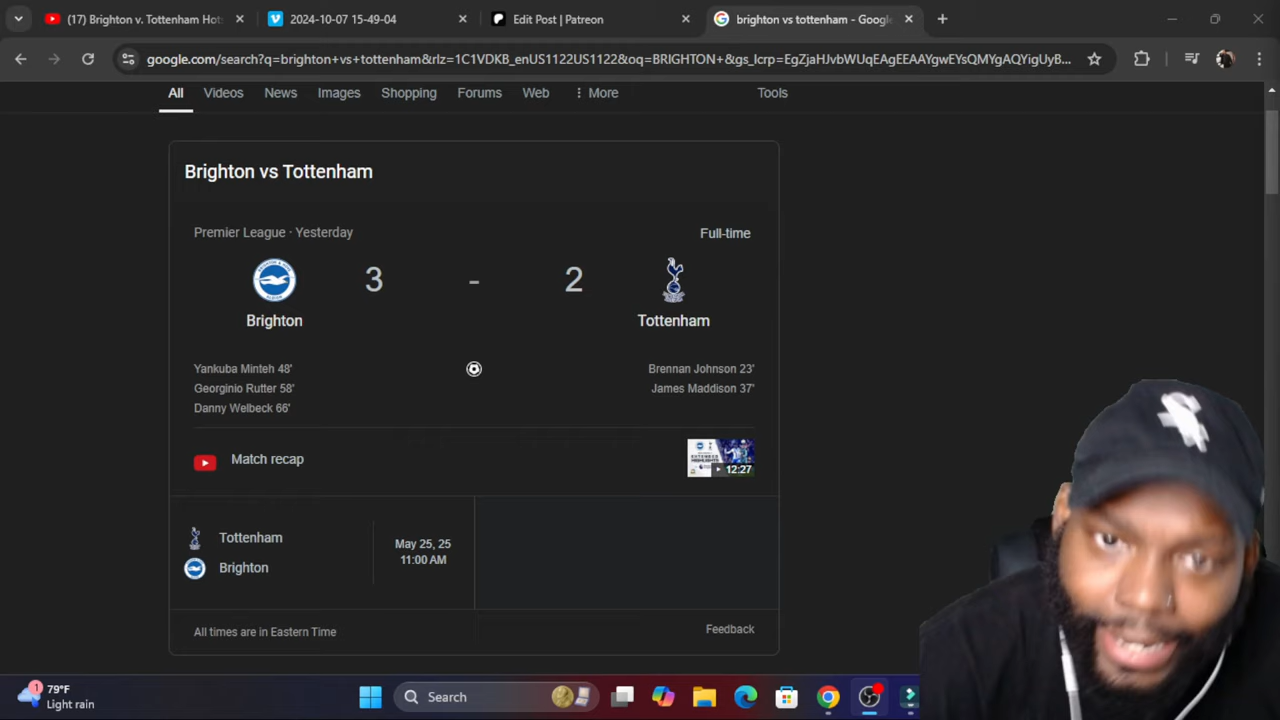 (17) Brighton v. Tottenham Hot
2024-10-07 15-49-04
Edit Post | Patreon
brighton vs tottenham - Google
google.com/search?q=brighton+vs+tottenham&rlz=1C1VDKB_enUS1122US1122&oq=BRIGHTON+&gs_lcrp=EgZjaHJvbWUqEAgEEAAYgwEYsQMYgAQYigUyB...
All
Videos
News
Images
Shopping
Forums
Web
More
Tools
Brighton vs Tottenham
Premier League · Yesterday
Full-time
3 - 2
Brighton
Tottenham
Yankuba Minteh 48'
Georginio Rutter 58'
Danny Welbeck 66'
Brennan Johnson 23'
James Maddison 37'
Match recap
EXTENDED
HIGHLIGHTS
12:27
Tottenham
Brighton
May 25, 25
11:00 AM
All times are in Eastern Time
Feedback
1
79°F
Light rain
Search